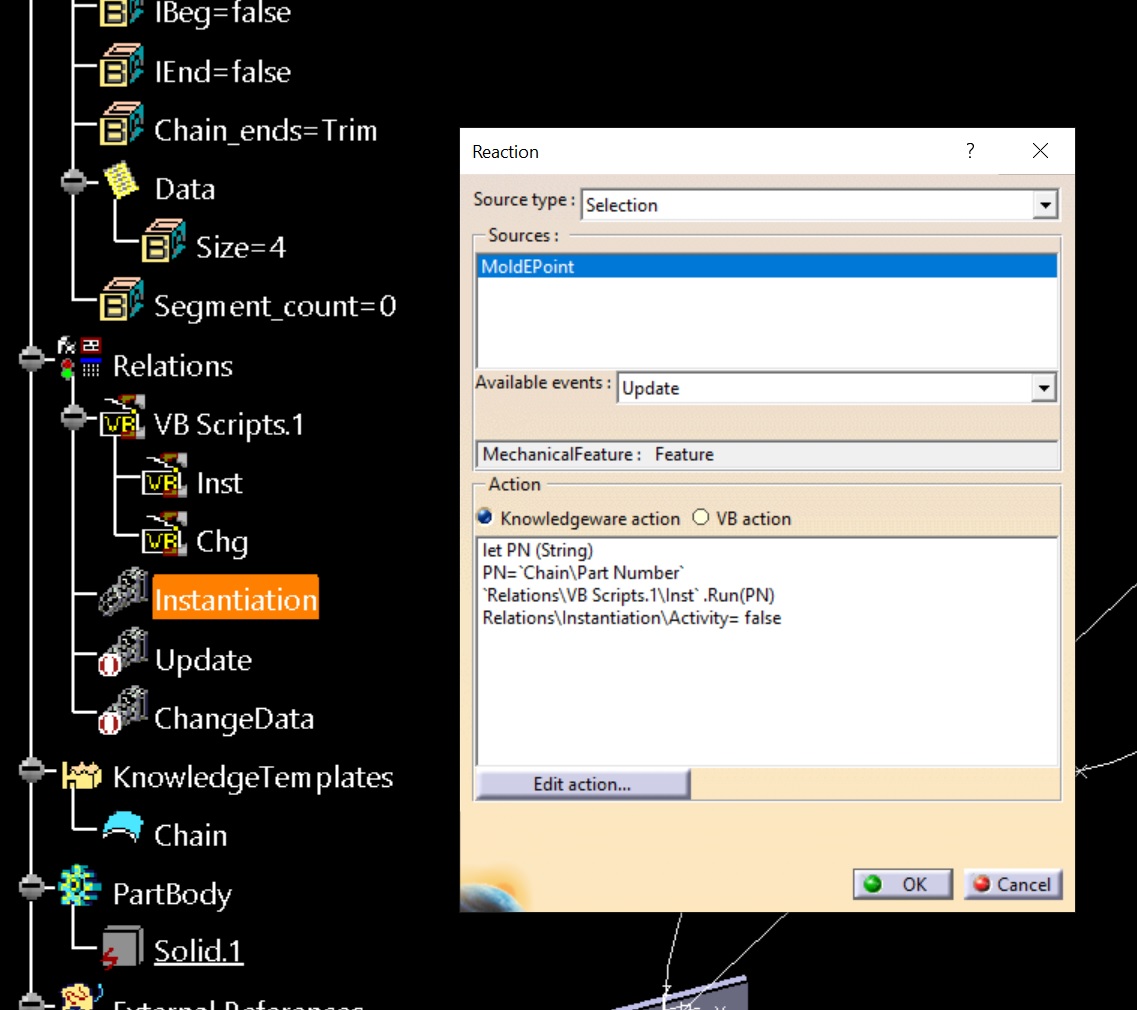 IBeg=false
IEnd=false
Chain_ends=Trim
Data
Size=4
Segment_count=0
Relations
VB Scripts.1
Inst
Chg
Instantiation
Update
ChangeData
KnowledgeTemplates
Chain
PartBody
Solid.1
External References
Reaction
?
Source type :
Selection
Sources :
MoldEPoint
Available events :
Update
MechanicalFeature : Feature
Action
Knowledgeware action
VB action
let PN (String)
PN=`Chain\Part Number`
`Relations\VB Scripts.1\Inst` .Run(PN)
Relations\Instantiation\Activity= false
Edit action...
OK
Cancel